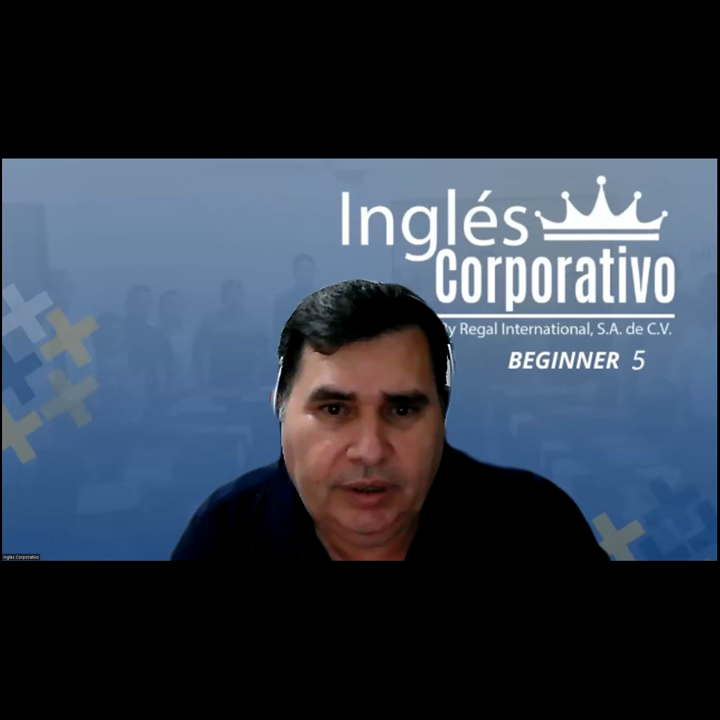 Inglés
Corporativo
By Regal International, S.A. de C.V.
BEGINNER 5
Inglés Corporativo